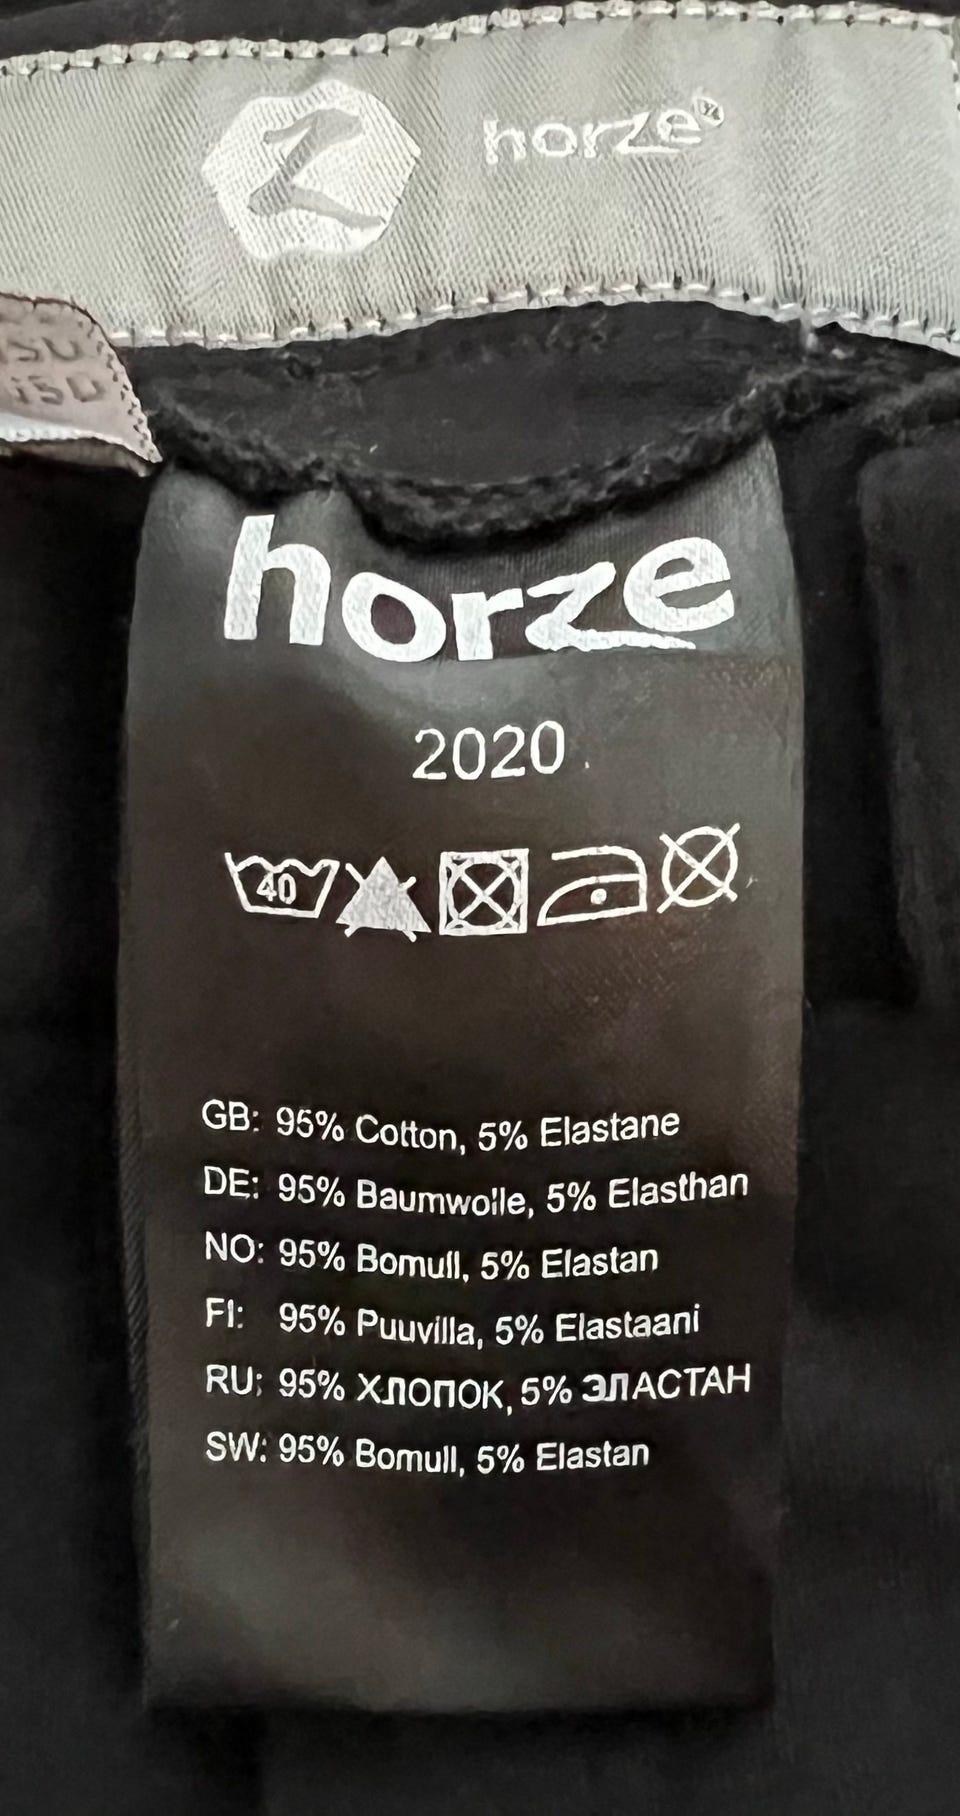 horze
horze
2020
40
GB: 95% Cotton, 5% Elastane
DE: 95% Baumwolle, 5% Elasthan
NO: 95% Bomull, 5% Elastan
FI: 95% Puuvilla, 5% Elastaani
RU: 95% ХЛОПОК, 5% ЭЛАСТАН
SW: 95% Bomull, 5% Elastan